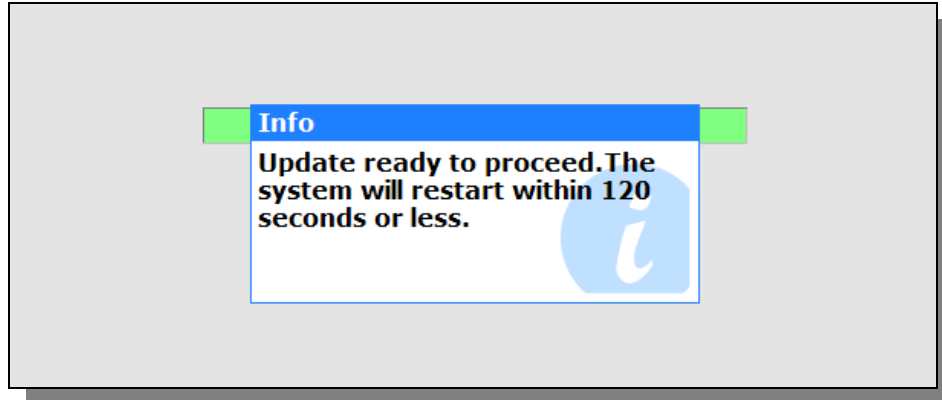 Info
Update ready to proceed.The
system will restart within 120
seconds or less.